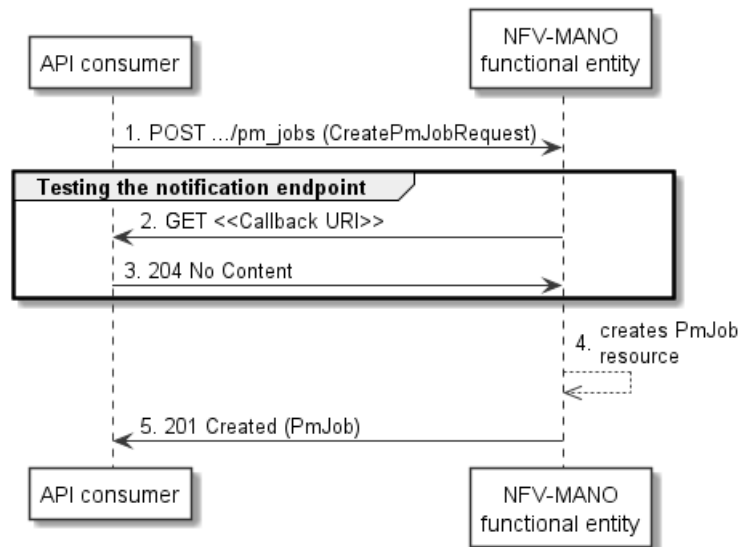 API consumer
NFV-MANO
functional entity
1. POST .../pm_jobs (CreatePmJobRequest)
Testing the notification endpoint
2. GET <<Callback URI>>
3. 204 No Content
4. creates PmJob
resource
5. 201 Created (PmJob)
API consumer
NFV-MANO
functional entity